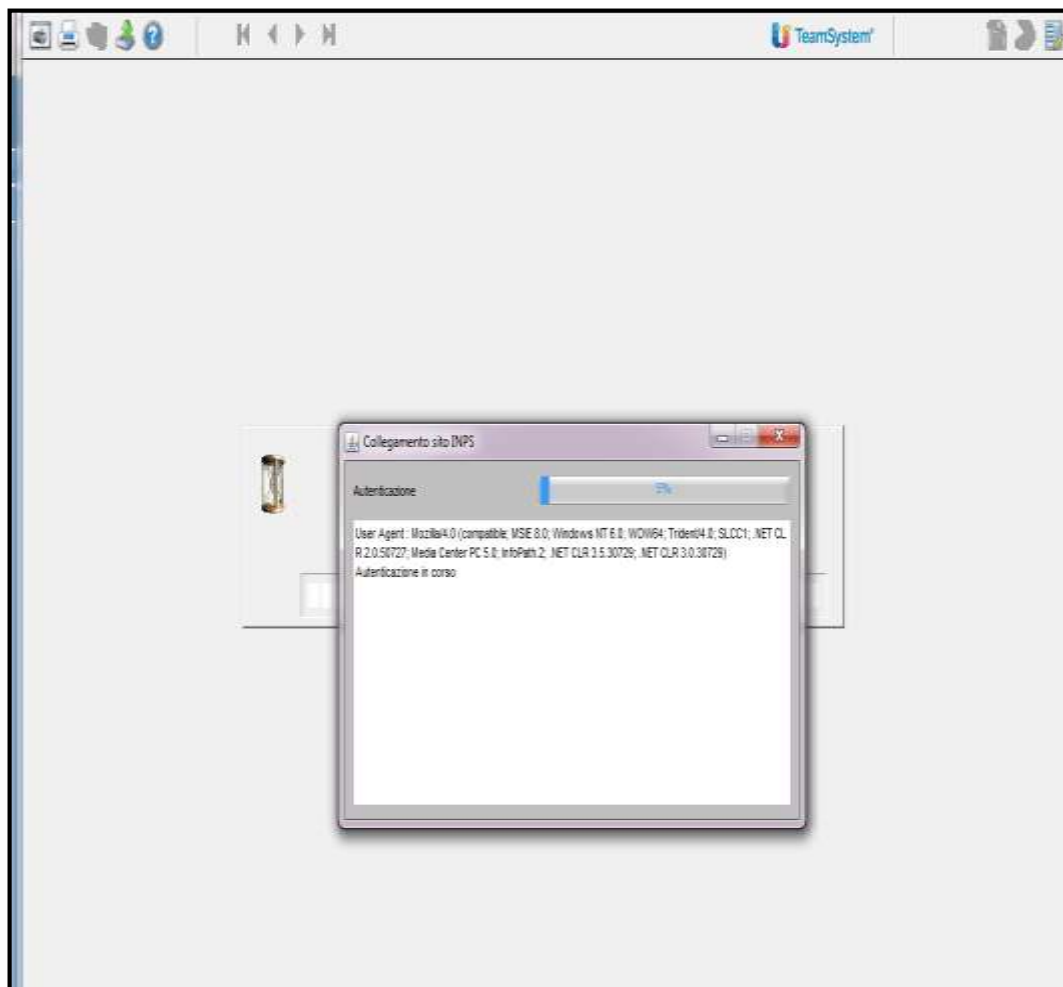 TeamSystem®
Collegamento sito INPS
Autenticazione
5%
User Agent : Mozilla/4.0 (compatible; MSIE 8.0; Windows NT 6.0; WOW64; Trident/4.0; SLCC1; .NET CL
R 2.0.50727; Media Center PC 5.0; InfoPath.2; .NET CLR 3.5.30729; .NET CLR 3.0.30729)
Autenticazione in corso